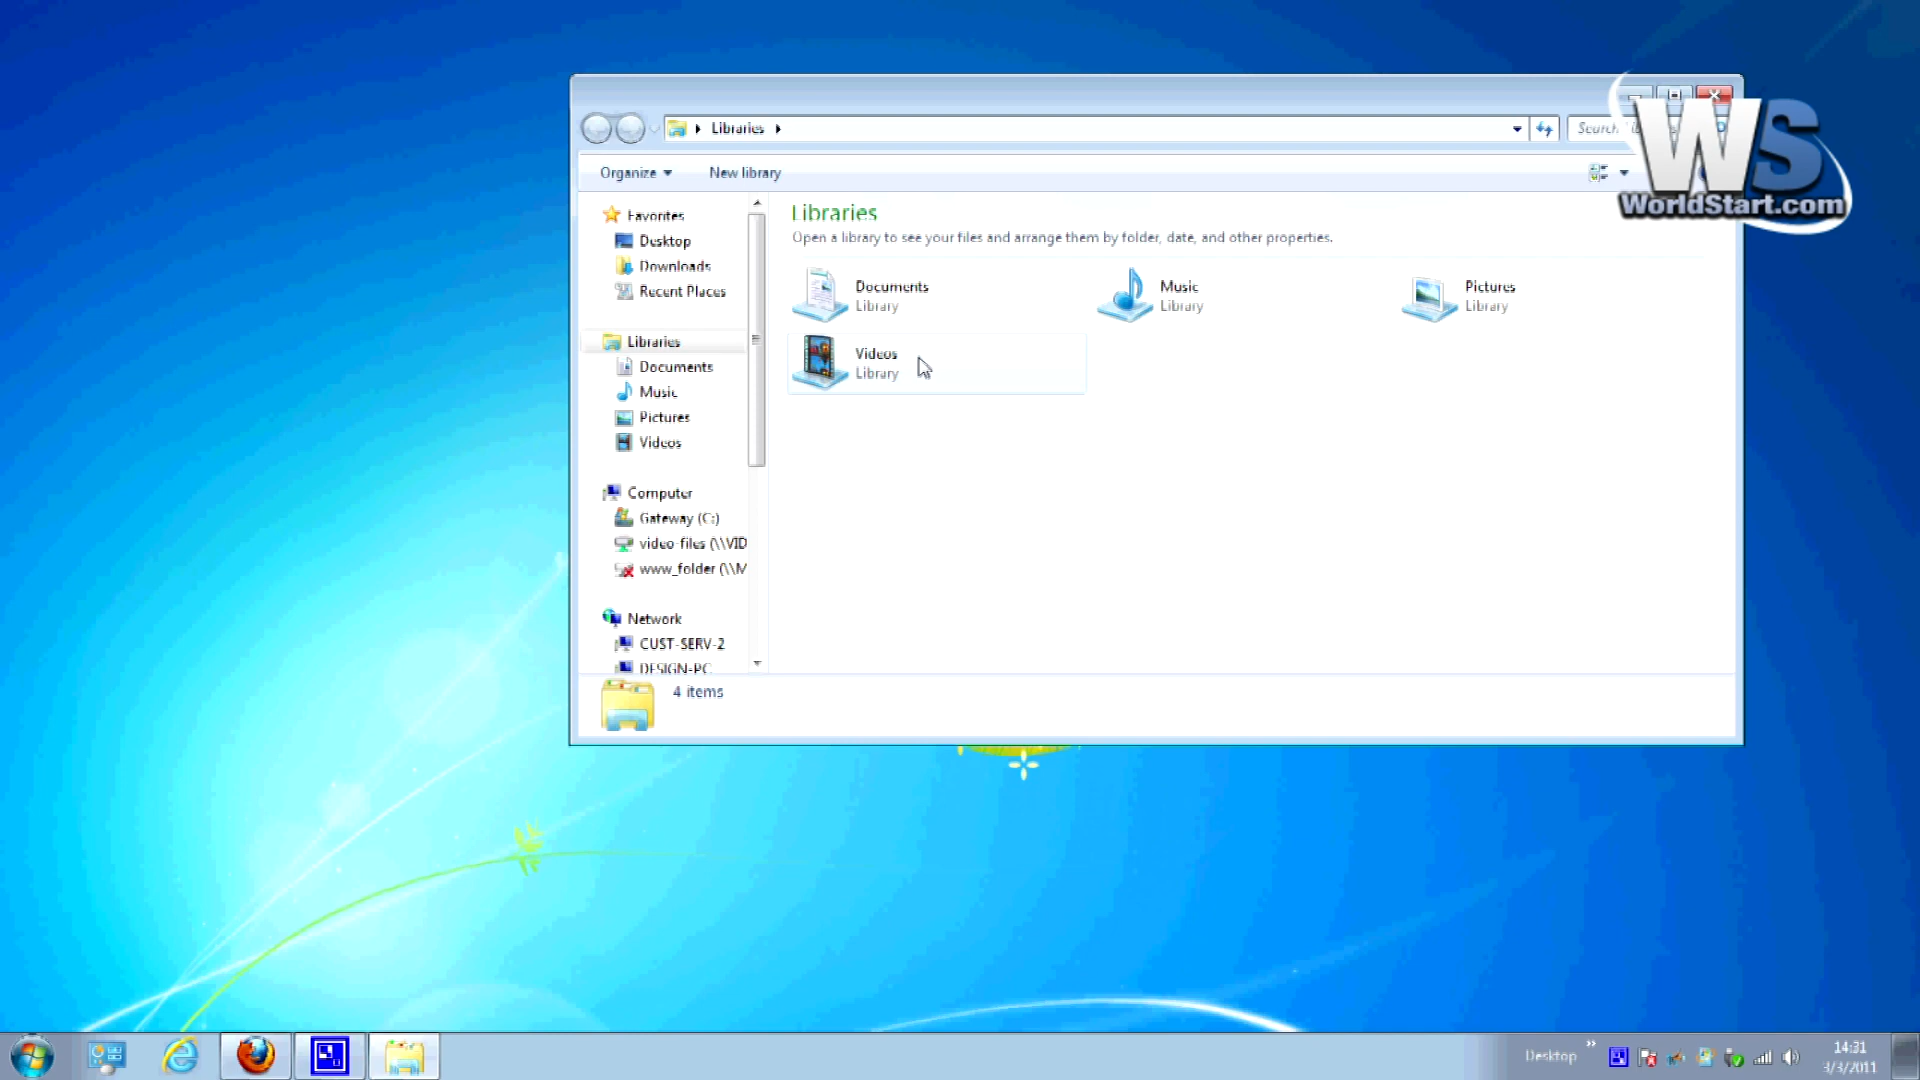 WS
WorldStart.com
Libraries
Organize
New library
Favorites
Desktop
Downloads
Recent Places
Libraries
Documents
Music
Pictures
Videos
Computer
Gateway (C:)
video-files (\\VID
www_folder (\\M
Network
CUST-SERV-2
DESIGN-PC
Libraries
Open a library to see your files and arrange them by folder, date, and other properties.
Documents
Library
Music
Library
Pictures
Library
Videos
Library
4 items
Desktop
14:31
3/3/2011